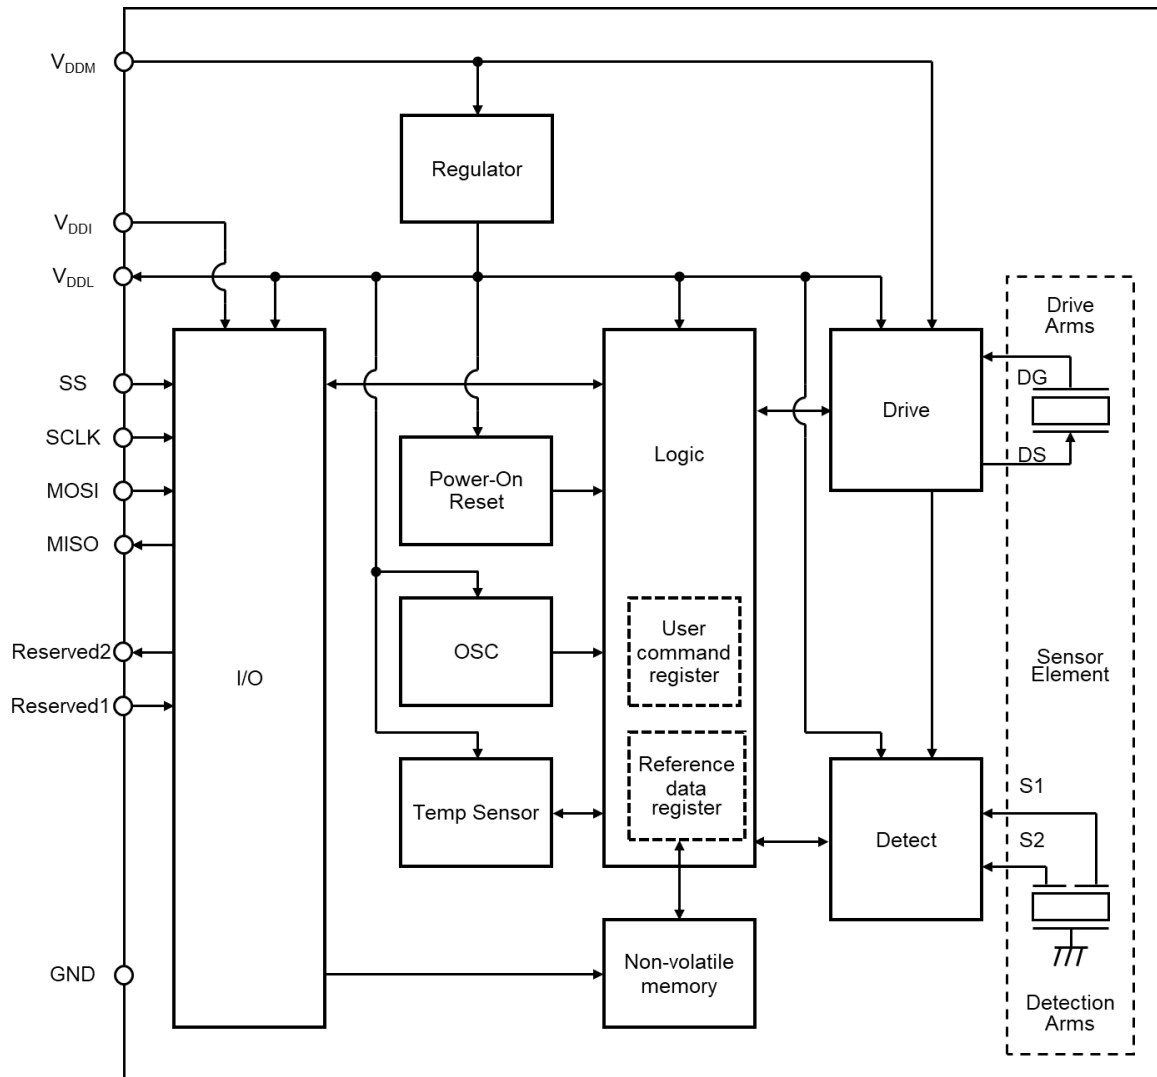 VDDM
Regulator
VDDI
VDDL
Drive
Arms
SS
DG
Drive
SCLK
Logic
DS
MOSI
Power-On
Reset
MISO
User
command
register
Reserved2
OSC
I/O
Sensor
Element
Reserved1
Reference
data
register
S1
Temp Sensor
Detect
S2
GND
Non-volatile
memory
Detection
Arms